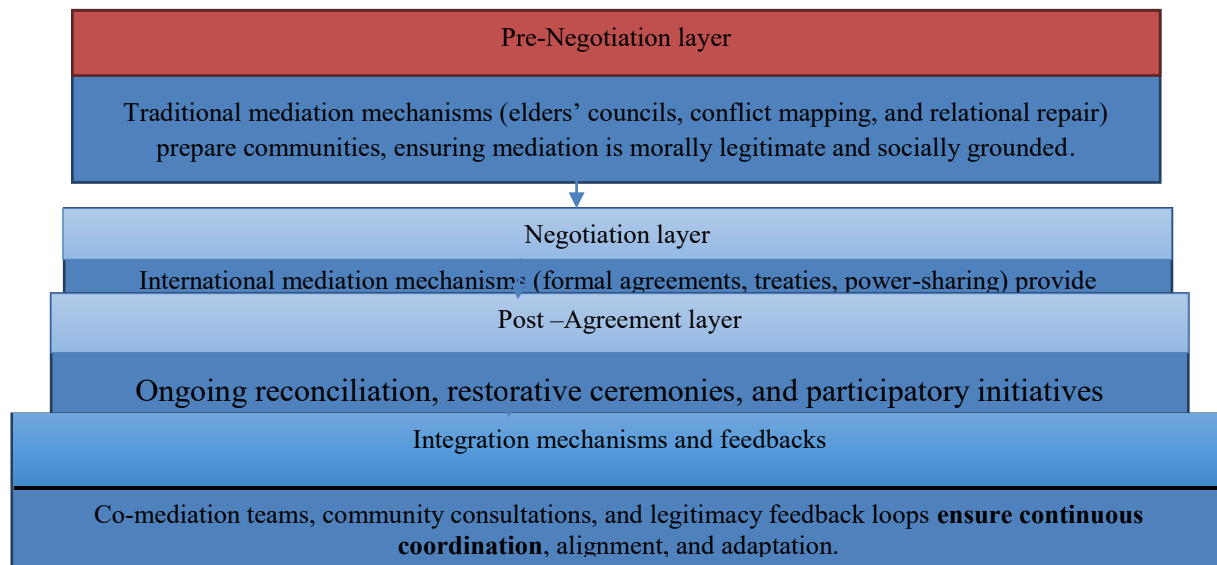 Pre-Negotiation layer
Traditional mediation mechanisms (elders’ councils, conflict mapping, and relational repair)
prepare communities, ensuring mediation is morally legitimate and socially grounded.
Negotiation layer
International mediation mechanisms (formal agreements, treaties, power-sharing) provide
Post –Agreement layer
Ongoing reconciliation, restorative ceremonies, and participatory initiatives
Integration mechanisms and feedbacks
Co-mediation teams, community consultations, and legitimacy feedback loops ensure continuous
coordination, alignment, and adaptation.